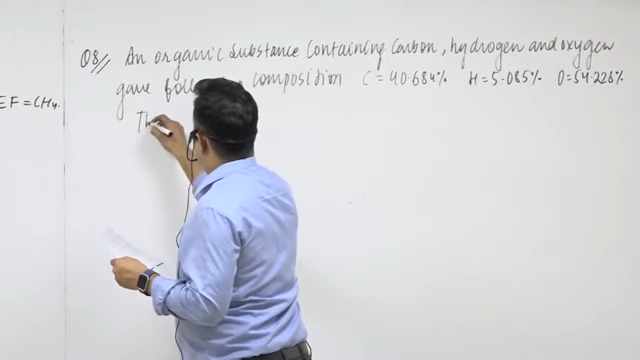 Q8// An organic substance containing carbon, hydrogen and oxygen
gave composition C = 40.684% H = 5.085% O = 54.228%
EF = CH4.
Th